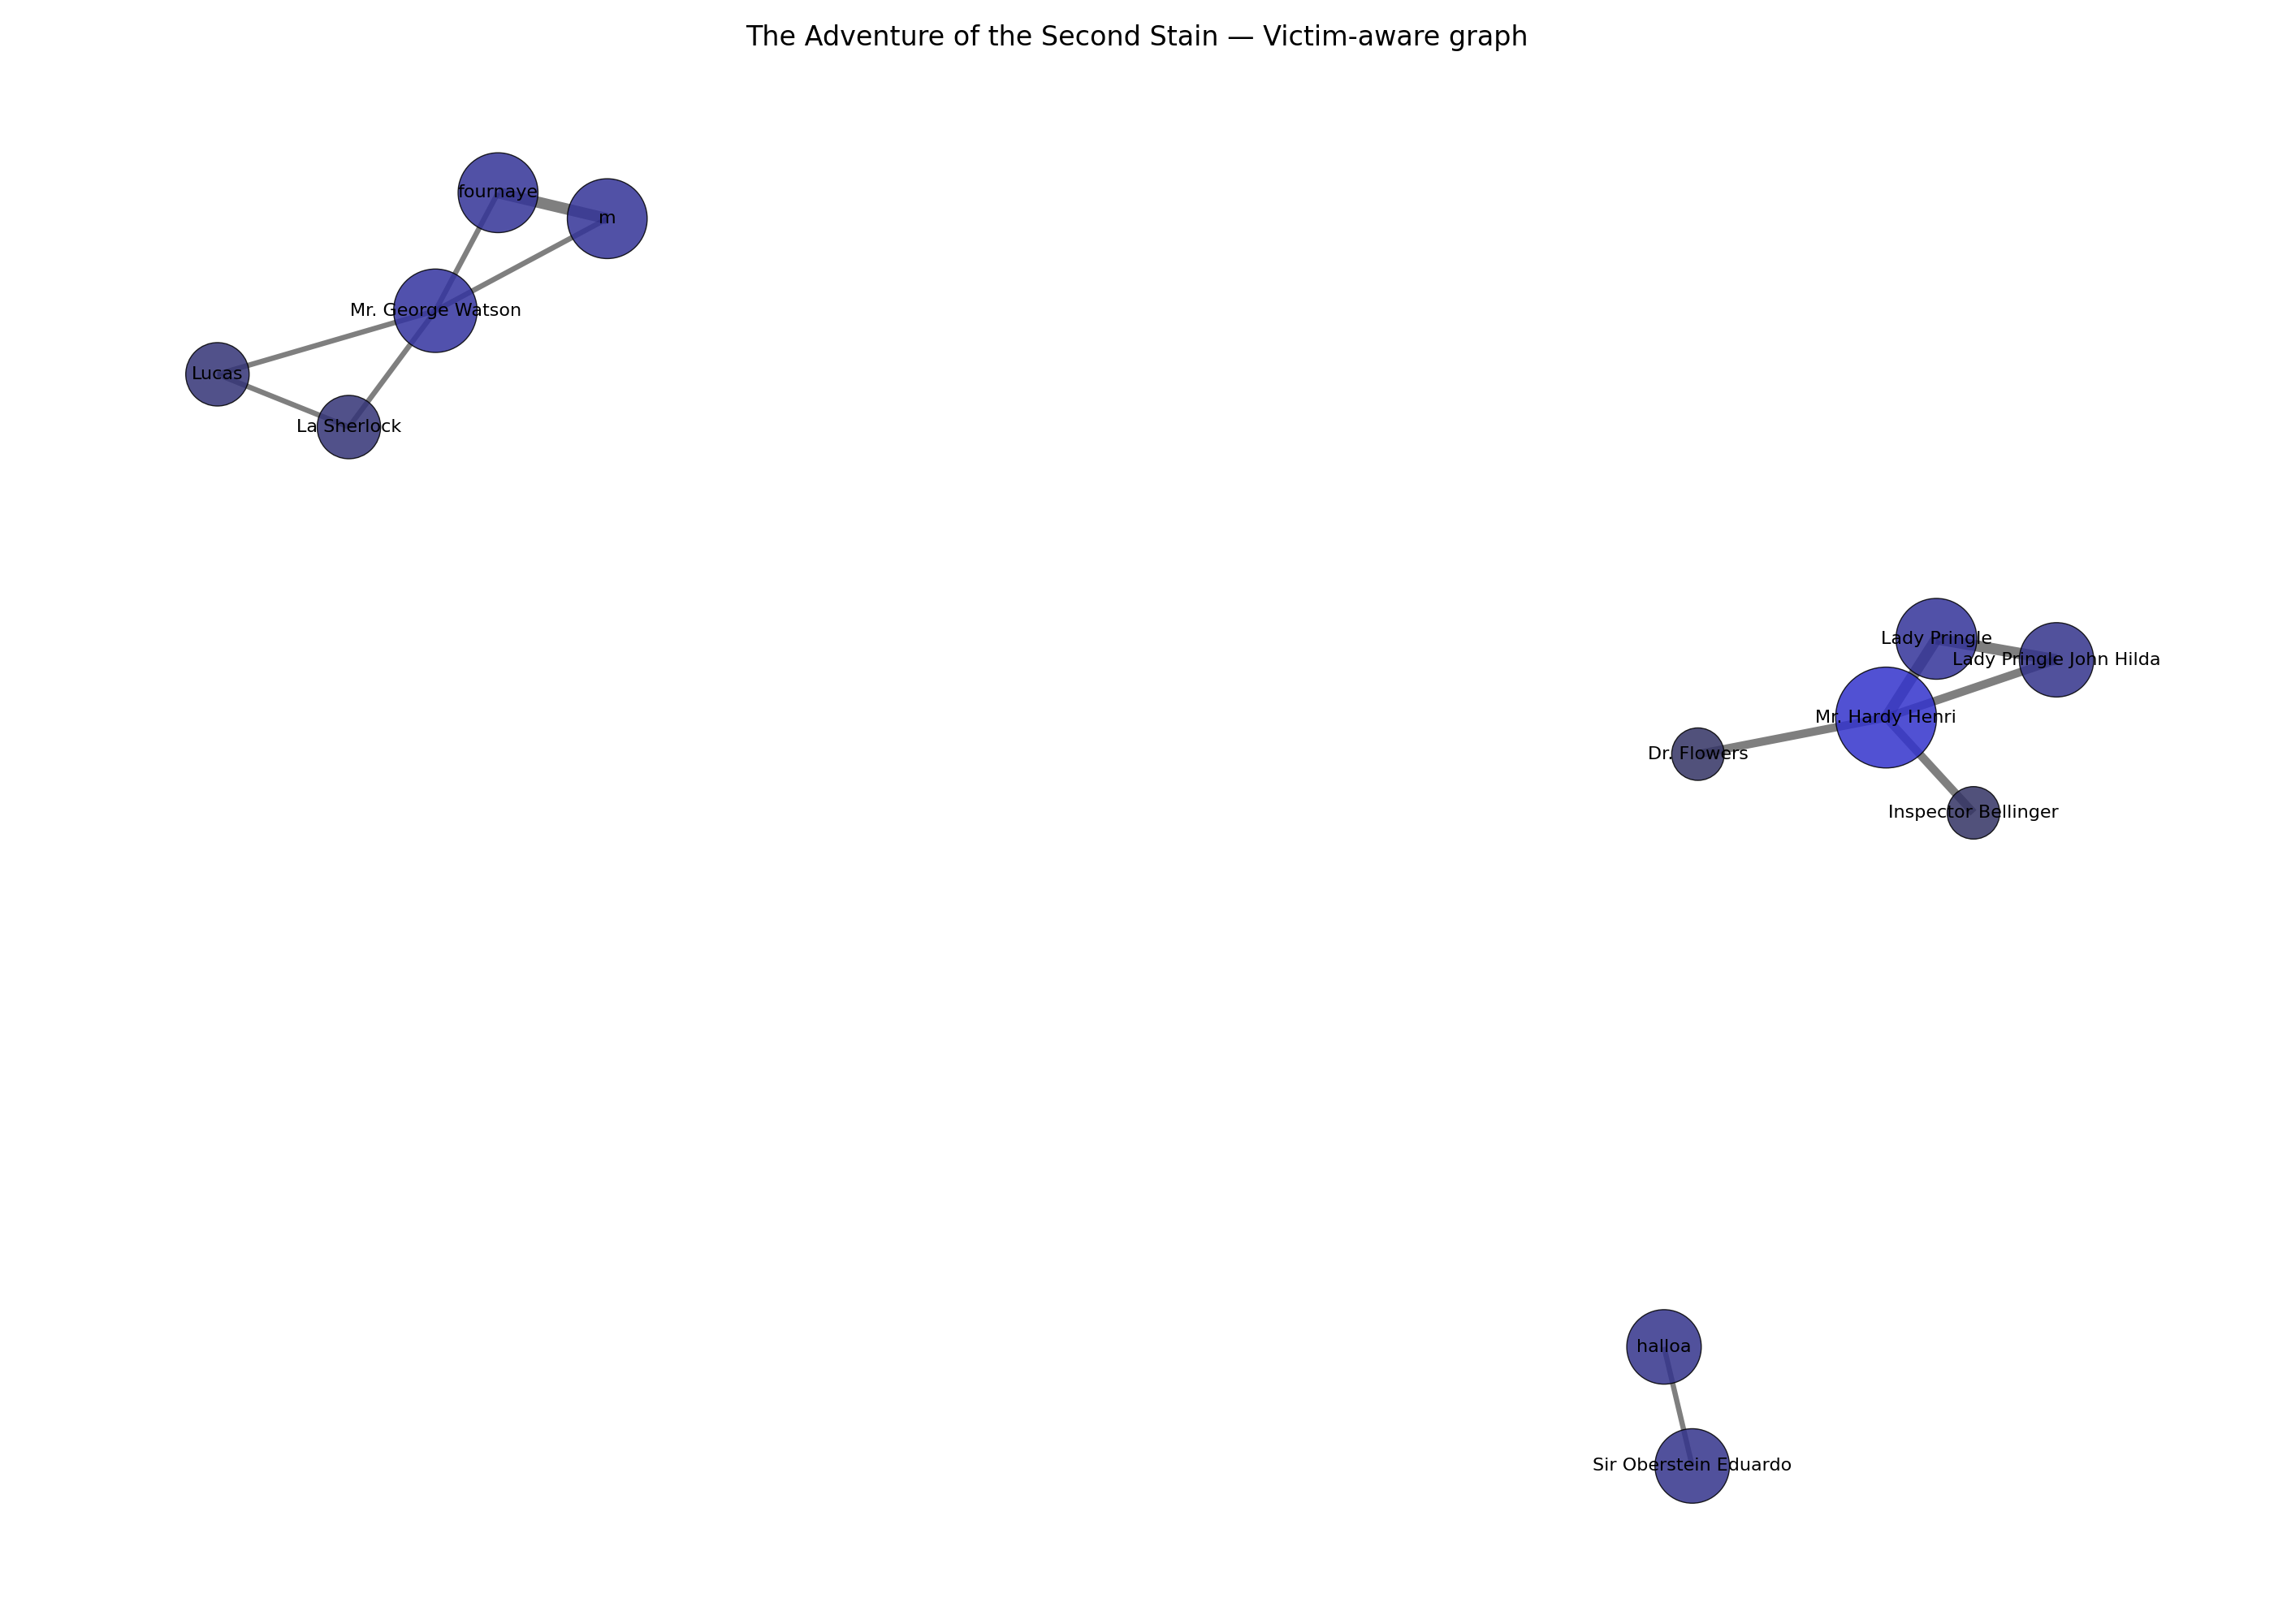 The Adventure of the Second Stain — Victim-aware graph
fournaye
m
Mr. George Watson
Lucas
La Sherlock
Lady Pringle
Lady Pringle John Hilda
Mr. Hardy Henri
Dr. Flowers
Inspector Bellinger
halloa
Sir Oberstein Eduardo